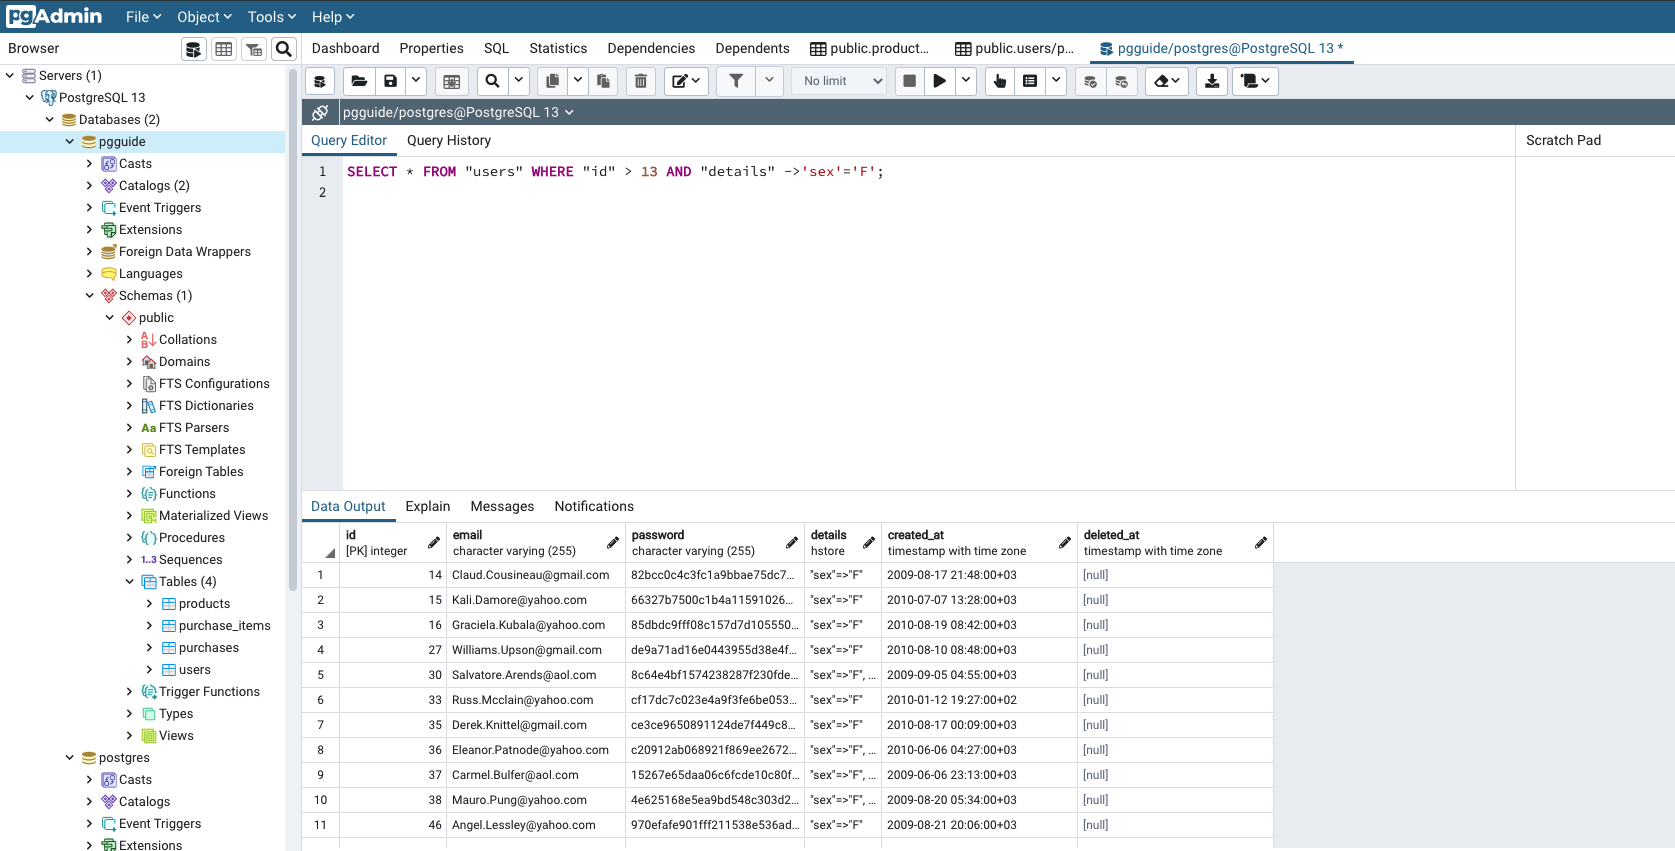 pgAdmin File Object Tools Help
Browser
Dashboard Properties SQL Statistics Dependencies Dependents public.product... public.users/p... pgguide/postgres@PostgreSQL 13 *
No limit
pgguide/postgres@PostgreSQL 13
Query Editor Query History
Scratch Pad
1 SELECT * FROM "users" WHERE "id" > 13 AND "details" ->'sex'='F';
2
Servers (1)
PostgreSQL 13
Databases (2)
pgguide
Casts
Catalogs (2)
Event Triggers
Extensions
Foreign Data Wrappers
Languages
Schemas (1)
public
Collations
Domains
FTS Configurations
FTS Dictionaries
Aa FTS Parsers
FTS Templates
Foreign Tables
Functions
Materialized Views
Procedures
1..3 Sequences
Tables (4)
products
purchase_items
purchases
users
Trigger Functions
Types
Views
postgres
Casts
Catalogs
Event Triggers
Extensions
Data Output Explain Messages Notifications
id email password details created_at deleted_at
[PK] integer character varying (255) character varying (255) hstore timestamp with time zone timestamp with time zone
1 14 Claud.Cousineau@gmail.com 82bcc0c4c3fc1a9bbae75dc7... "sex"=>"F" 2009-08-17 21:48:00+03 [null]
2 15 Kali.Damore@yahoo.com 66327b7500c1b4a11591026... "sex"=>"F" 2010-07-07 13:28:00+03 [null]
3 16 Graciela.Kubala@yahoo.com 85dbdc9fff08c157d7d105550... "sex"=>"F" 2010-08-19 08:42:00+03 [null]
4 27 Williams.Upson@gmail.com de9a71ad16e0443955d38e4f... "sex"=>"F" 2010-08-10 08:48:00+03 [null]
5 30 Salvatore.Arends@aol.com 8c64e4bf1574238287f230fde... "sex"=>"F", ... 2009-09-05 04:55:00+03 [null]
6 33 Russ.Mcclain@yahoo.com cf17dc7c023e4a9f3fe6be053... "sex"=>"F" 2010-01-12 19:27:00+02 [null]
7 35 Derek.Knittel@gmail.com ce3ce9650891124de7f449c8... "sex"=>"F" 2010-08-17 00:09:00+03 [null]
8 36 Eleanor.Patnode@yahoo.com c20912ab068921f869ee2672... "sex"=>"F", ... 2010-06-06 04:27:00+03 [null]
9 37 Carmel.Bulfer@aol.com 15267e65daa06c6fcde10c80f... "sex"=>"F", ... 2009-06-06 23:13:00+03 [null]
10 38 Mauro.Pung@yahoo.com 4e625168e5ea9bd548c303d2... "sex"=>"F", ... 2009-08-20 05:34:00+03 [null]
11 46 Angel.Lessley@yahoo.com 970efafe901fff211538e536ad... "sex"=>"F" 2009-08-21 20:06:00+03 [null]